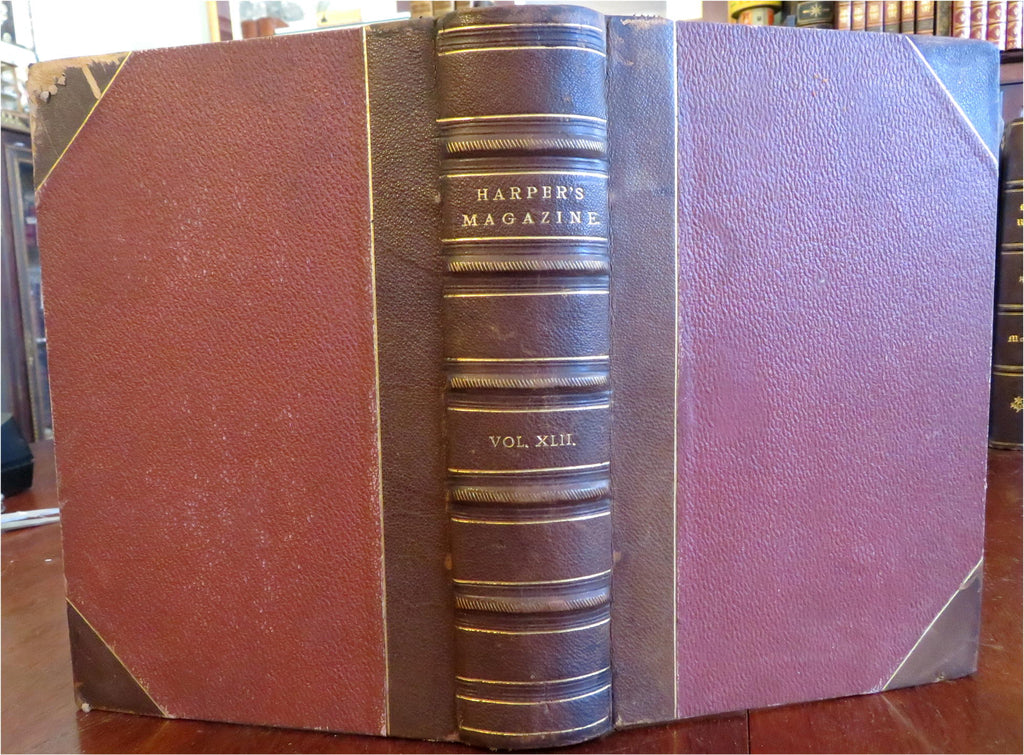 HARPER'S
MAGAZINE
VOL. XLII.